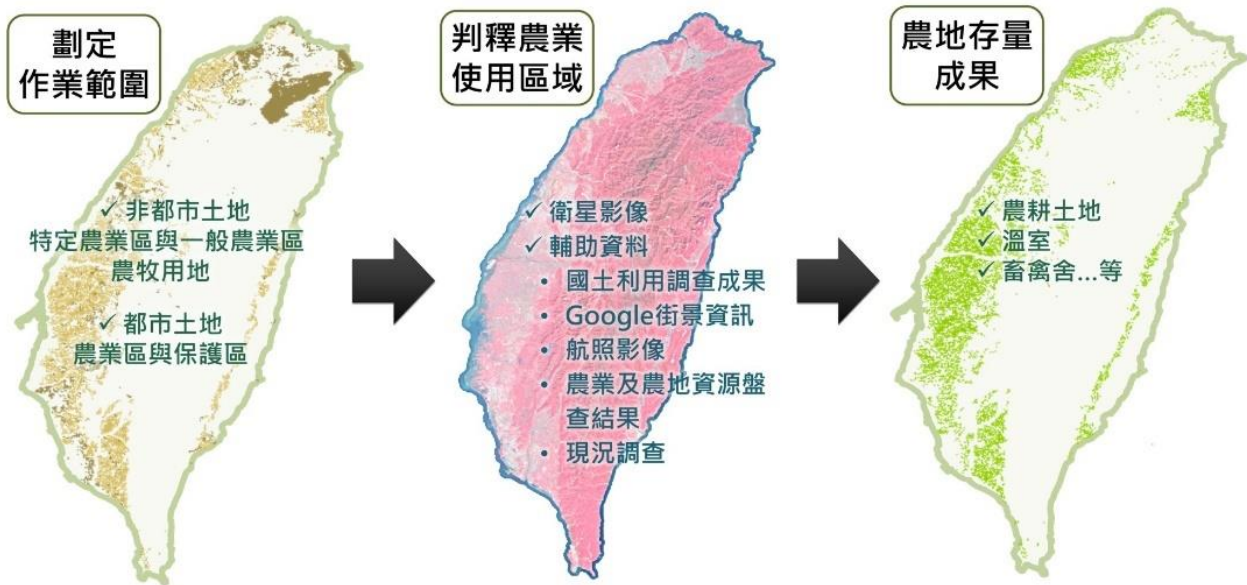 劃定
作業範圍
✓ 非都市土地
特定農業區與一般農業區
農牧用地
✓ 都市土地
農業區與保護區
判釋農業
使用區域
✓ 衛星影像
✓ 輔助資料
• 國土利用調查成果
• Google街景資訊
• 航照影像
• 農業及農地資源盤
查結果
• 現況調查
農地存量
成果
✓ 農耕土地
✓ 溫室
✓ 畜禽舍…等